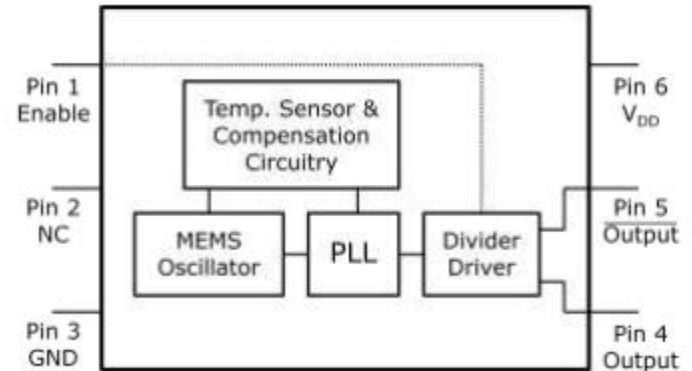 Pin 1
Enable
Pin 2
NC
Pin 3
GND
Temp. Sensor &
Compensation
Circuitry
MEMS
Oscillator
PLL
Divider
Driver
Pin 6
VDD
Pin 5
Output
Pin 4
Output